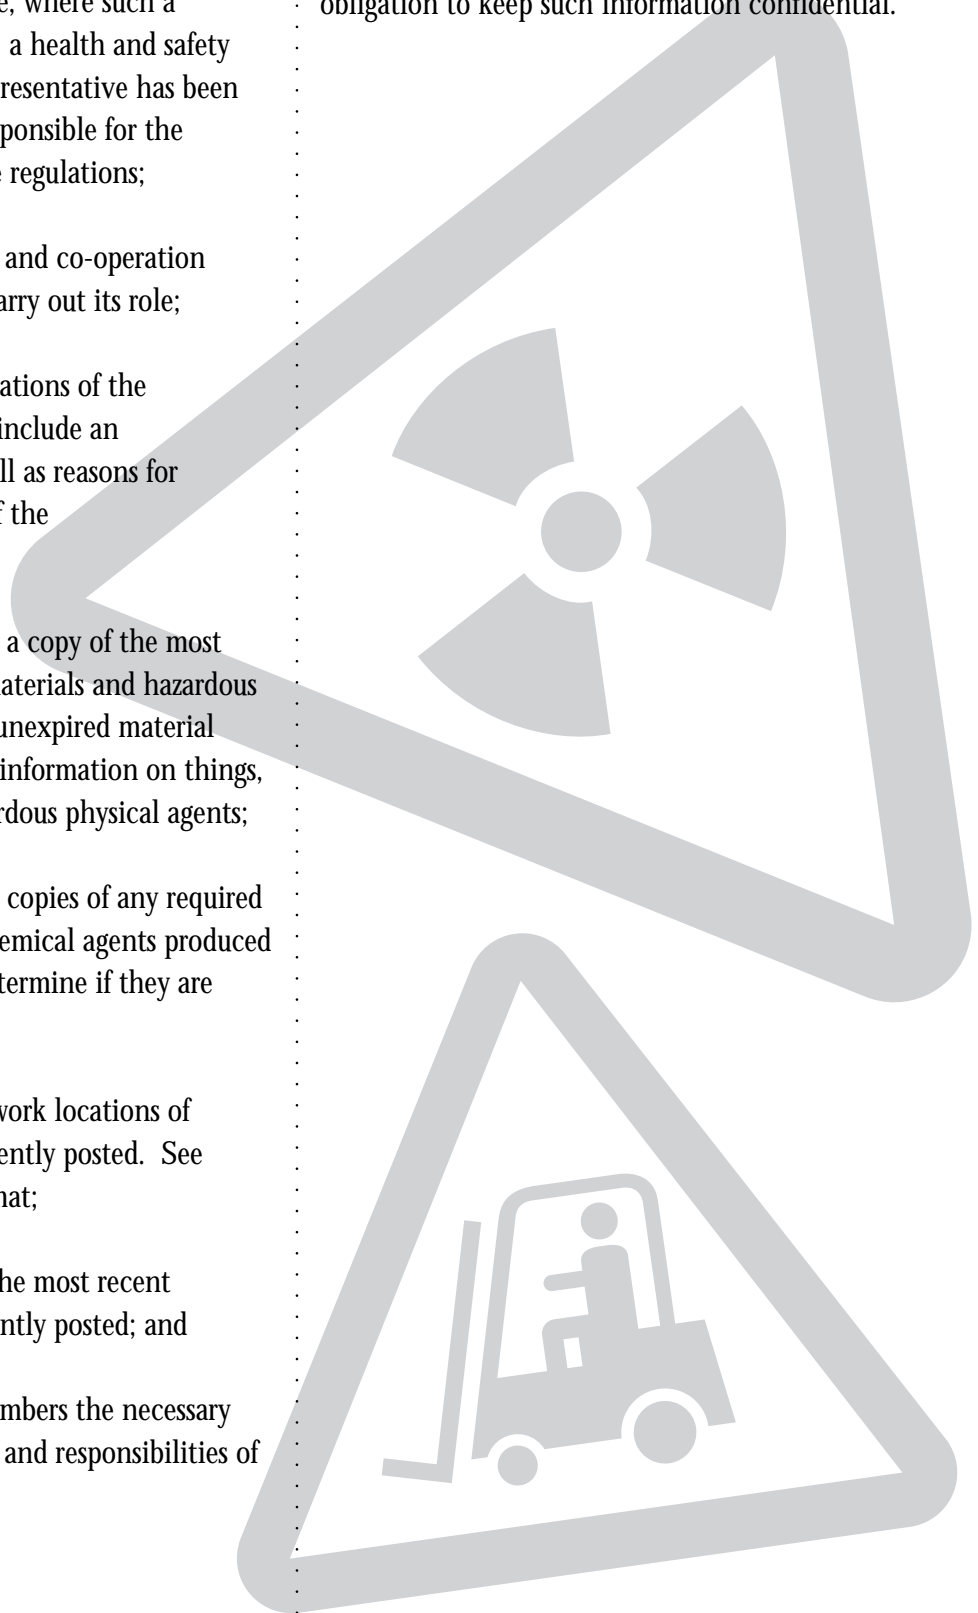 e, where such a
a health and safety
resentative has been
ponsible for the
e regulations;
and co-operation
arry out its role;
ations of the
include an
ll as reasons for
f the
a copy of the most
aterials and hazardous
unexpired material
information on things,
rdous physical agents;
copies of any required
emical agents produced
termine if they are
work locations of
ently posted.  See
hat;
he most recent
ntly posted; and
mbers the necessary
and responsibilities of
obligation to keep such information confidential.